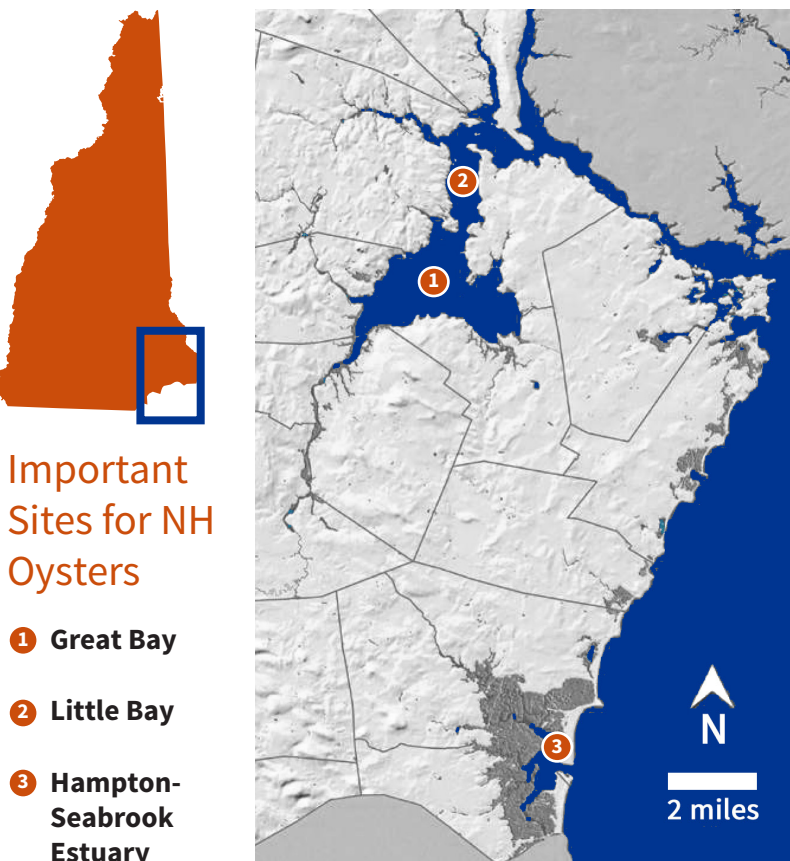 Important
Sites for NH
Oysters
1 Great Bay
2 Little Bay
3 Hampton-
Seabrook
Estuary
2
1
3
N
2 miles